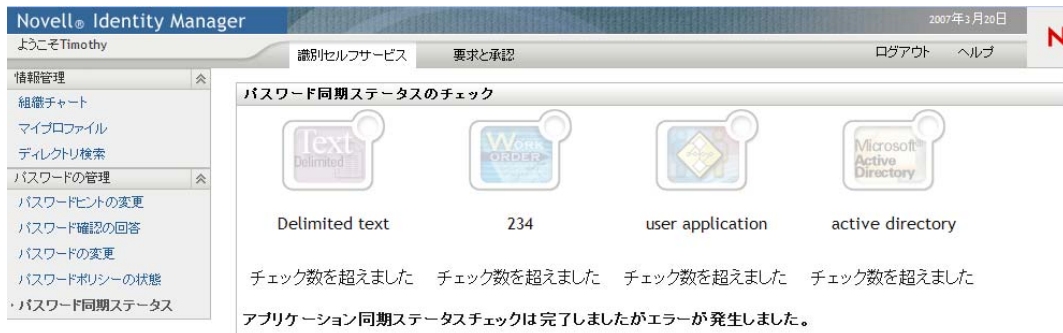 Novell® Identity Manager
2007年3月20日
ようこそTimothy
識別セルフサービス 要求と承認 ログアウト ヘルプ
N
情報管理
組織チャート
マイプロファイル
ディレクトリ検索
パスワードの管理
パスワードヒントの変更
パスワード確認の回答
パスワードの変更
パスワードポリシーの状態
・パスワード同期ステータス
パスワード同期ステータスのチェック
Text Delimited
WORK ORDER
Microsoft Active Directory
Delimited text 234 user application active directory
チェック数を超えました チェック数を超えました チェック数を超えました チェック数を超えました
アプリケーション同期ステータスチェックは完了しましたがエラーが発生しました。